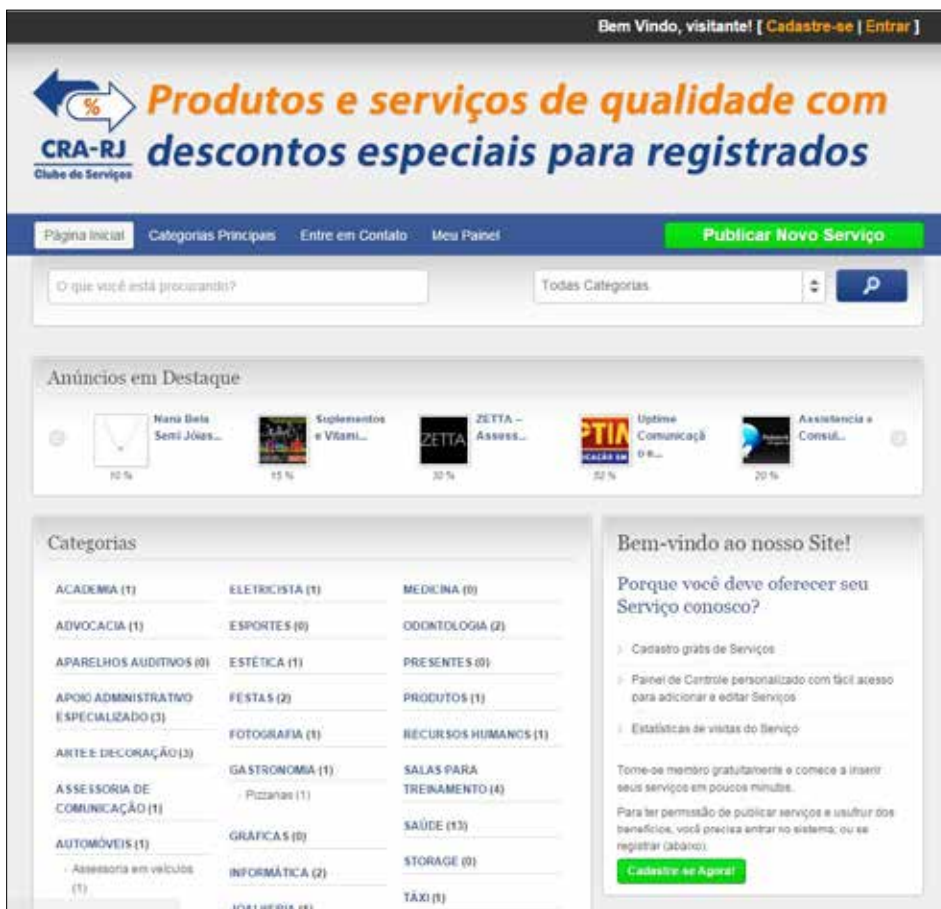 Bem Vindo, visitante! [ Cadastre-se | Entrar ]
%
CRA-RJ
Clube de Serviços
Produtos e serviços de qualidade com
descontos especiais para registrados
Página Inicial Categorias Principais Entre em Contato Meu Painel Publicar Novo Serviço
O que você está procurando? Todas Categorias
Anúncios em Destaque
Nana Bela
Semi Jóias...
10 %
Suplementos
e Vitami...
15 %
ZETTA
ZETTA –
Assess...
30 %
Uptime
Comunicaçã
o e...
52 %
Assistencia e
Consul...
20 %
Categorias
ACADEMIA (1)
ADVOCACIA (1)
APARELHOS AUDITIVOS (0)
APOIO ADMINISTRATIVO
ESPECIALIZADO (3)
ARTE E DECORAÇÃO (3)
ASSESSORIA DE
COMUNICAÇÃO (1)
AUTOMÓVEIS (1)
- Assessoria em veículos
(1)
ELETRICISTA (1)
ESPORTES (0)
ESTÉTICA (1)
FESTAS (2)
FOTOGRAFIA (1)
GASTRONOMIA (1)
- Pizzarias (1)
GRÁFICAS (0)
INFORMÁTICA (2)
JOALHERIA (1)
MEDICINA (0)
ODONTOLOGIA (2)
PRESENTES (0)
PRODUTOS (1)
RECURSOS HUMANOS (1)
SALAS PARA
TREINAMENTO (4)
SAÚDE (13)
STORAGE (0)
TÁXI (1)
Bem-vindo ao nosso Site!
Porque você deve oferecer seu
Serviço conosco?
Cadastro grátis de Serviços
Painel de Controle personalizado com fácil acesso
para adicionar e editar Serviços
Estatísticas de visitas do Serviço
Torne-se membro gratuitamente e comece a inserir
seus serviços em poucos minutos.
Para ter permissão de publicar serviços e usufruir dos
benefícios, você precisa entrar no sistema; ou se
registrar (abaixo).
Cadastre-se Agora!